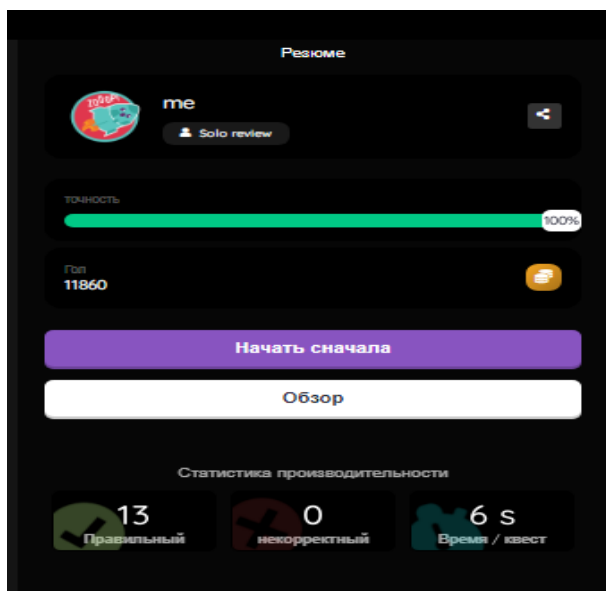 Резюме
me
Solo review
точность
100%
Гол
11860
Начать сначала
Обзор
Статистика производительности
13 0 6 s
Правильный некорректный Время / квест